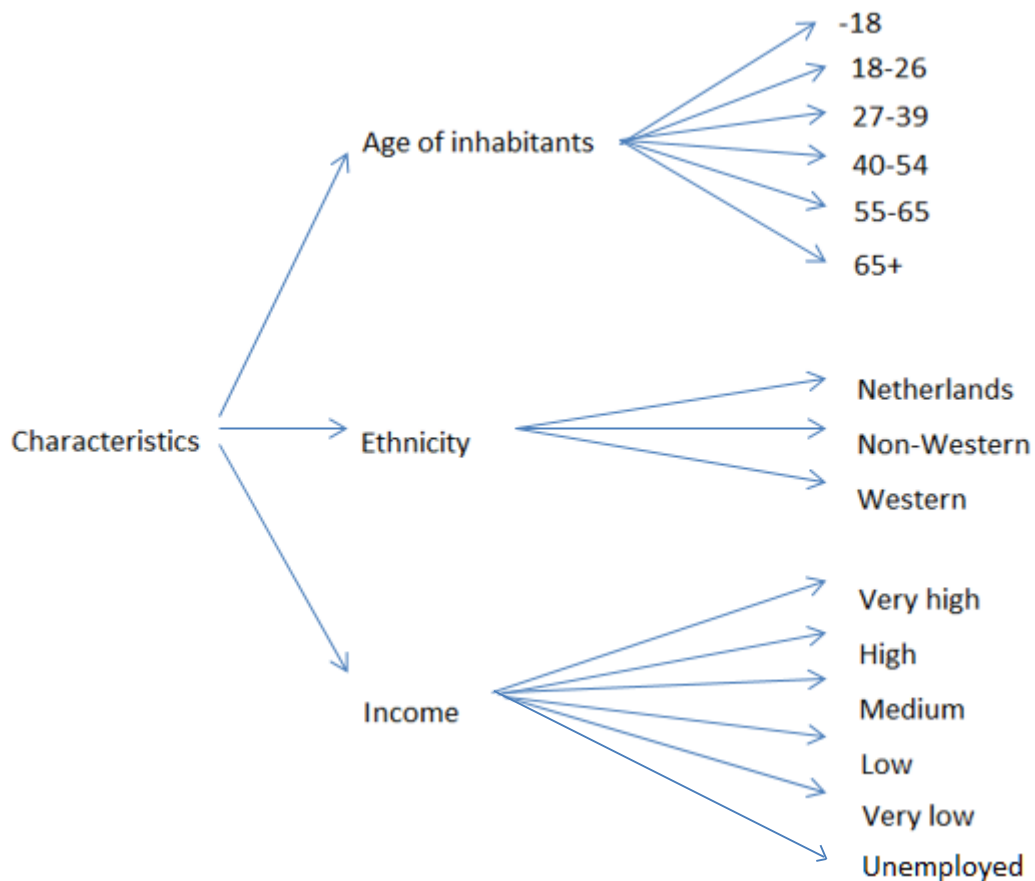 -18
18-26
27-39
Age of inhabitants
40-54
55-65
65+
Netherlands
Characteristics
Ethnicity
Non-Western
Western
Very high
High
Income
Medium
Low
Very low
Unemployed